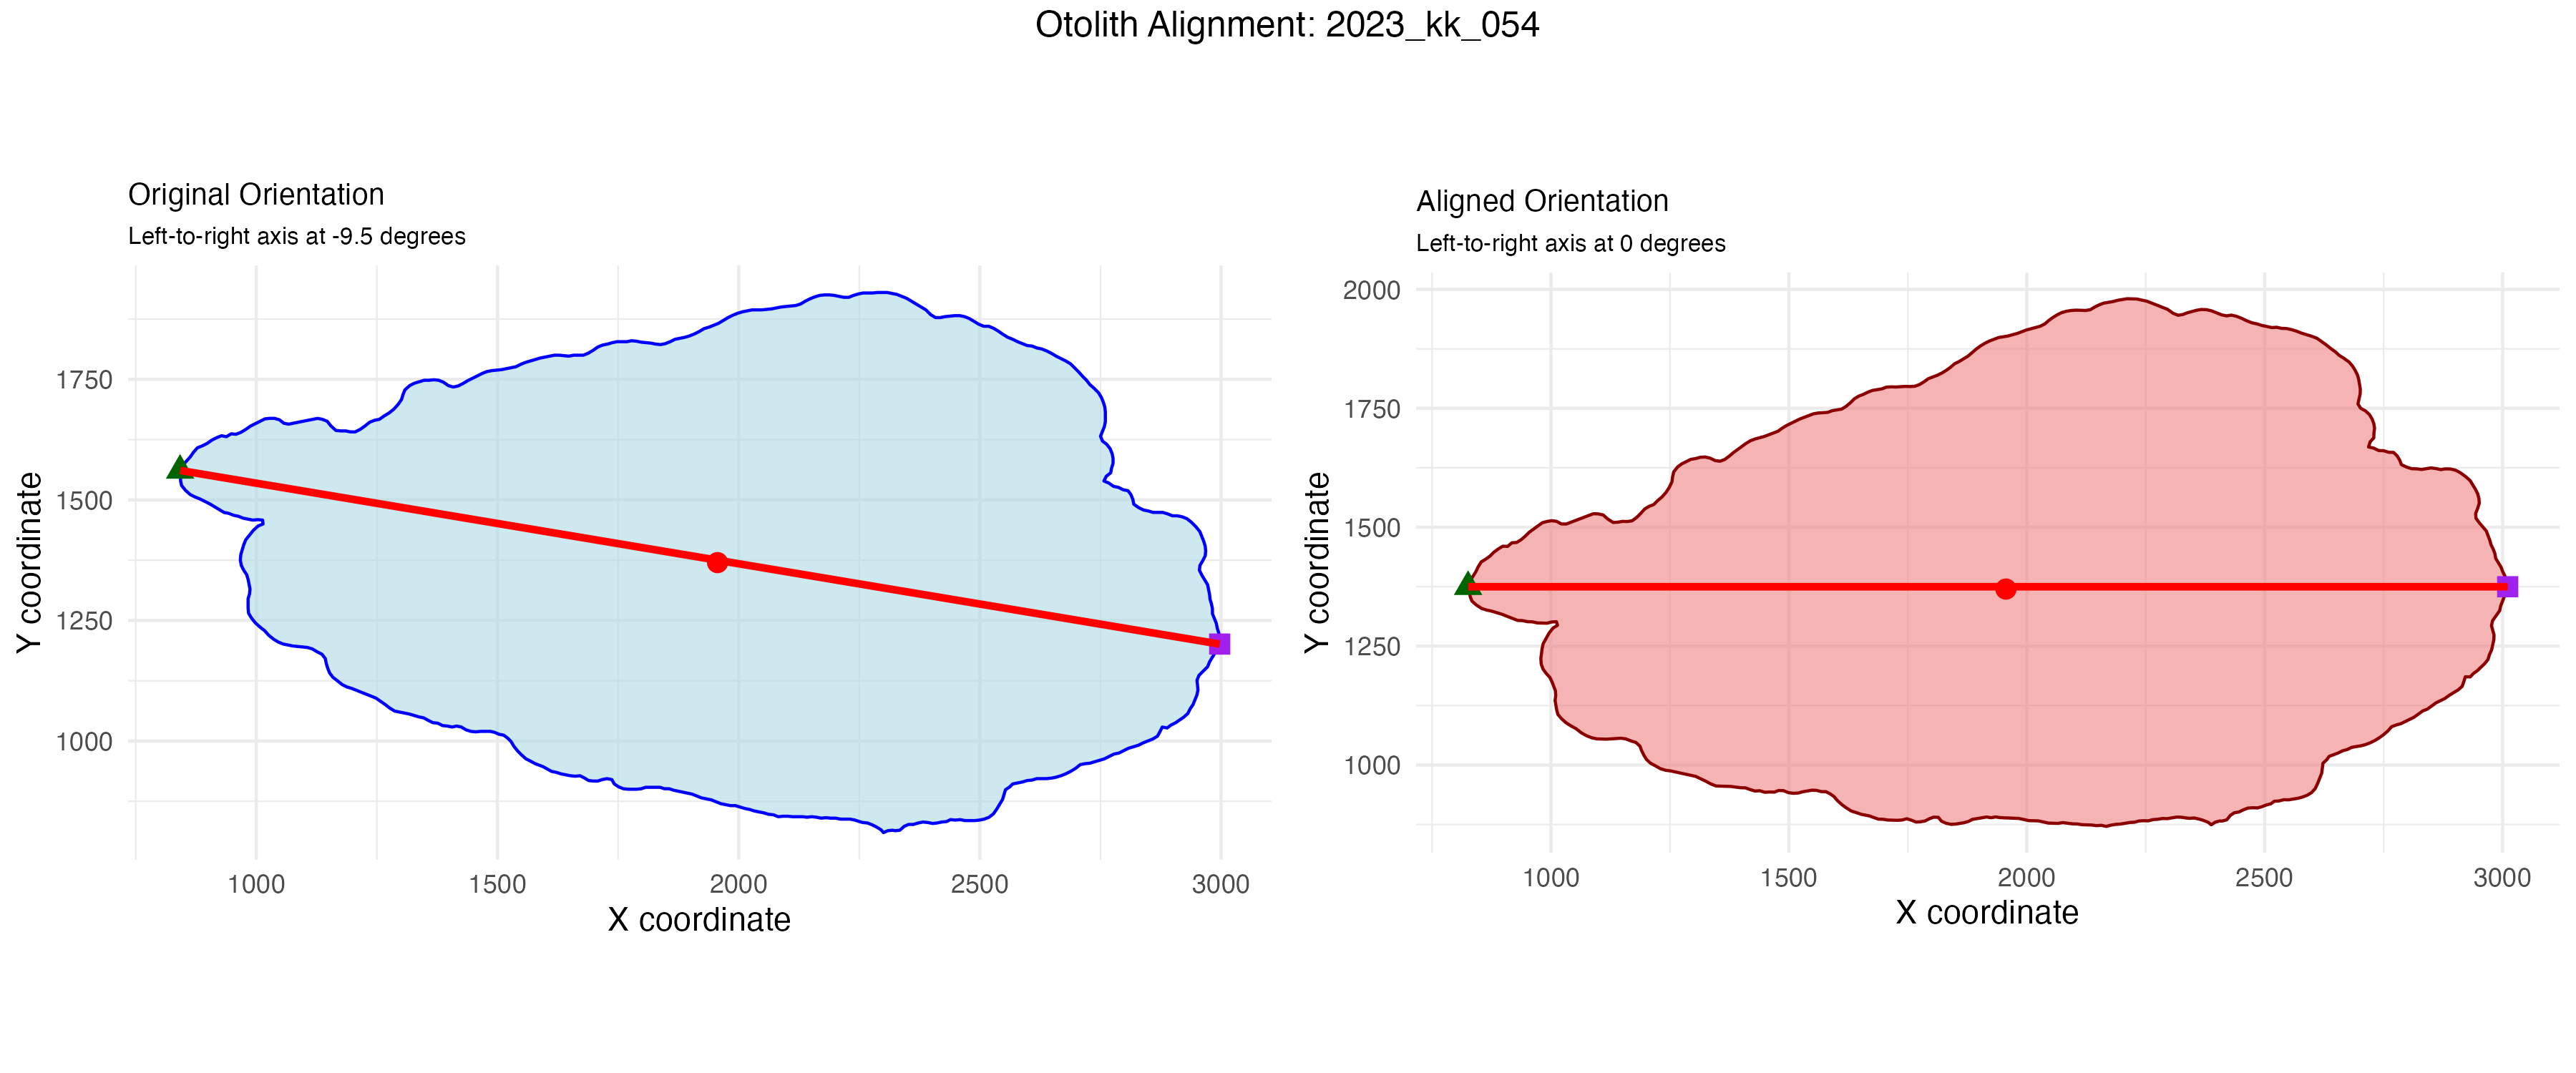 Otolith Alignment: 2023_kk_054
Original Orientation
Left-to-right axis at -9.5 degrees
1750
1500
1250
1000
Y coordinate
1000 1500 2000 2500 3000
X coordinate
Aligned Orientation
Left-to-right axis at 0 degrees
2000
1750
1500
1250
1000
Y coordinate
1000 1500 2000 2500 3000
X coordinate